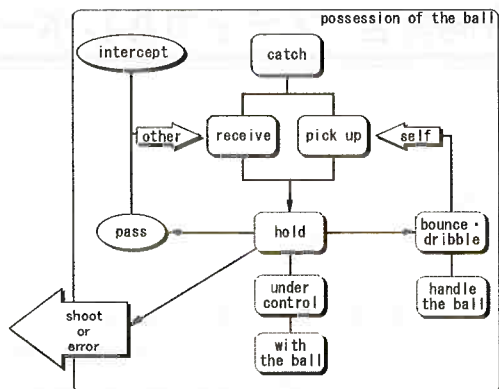 possession of the ball
intercept
catch
other
receive
pick up
self
pass
hold
bounce・
dribble
under
control
handle
the ball
shoot
or
error
with
the ball